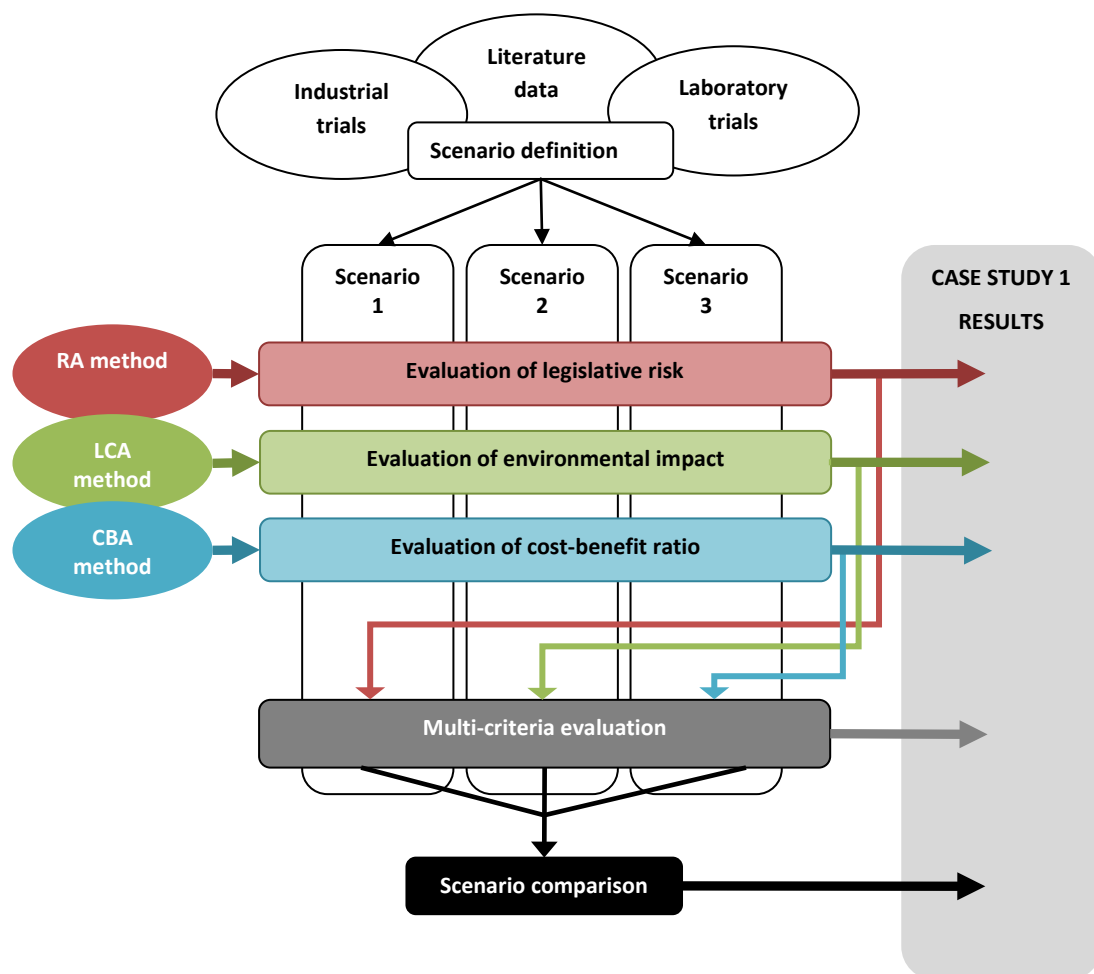 Literature
data
Industrial
trials
Laboratory
trials
Scenario definition
Scenario
1
Scenario
2
Scenario
3
CASE STUDY 1
RESULTS
RA method
Evaluation of legislative risk
LCA
method
Evaluation of environmental impact
CBA
method
Evaluation of cost-benefit ratio
Multi-criteria evaluation
Scenario comparison